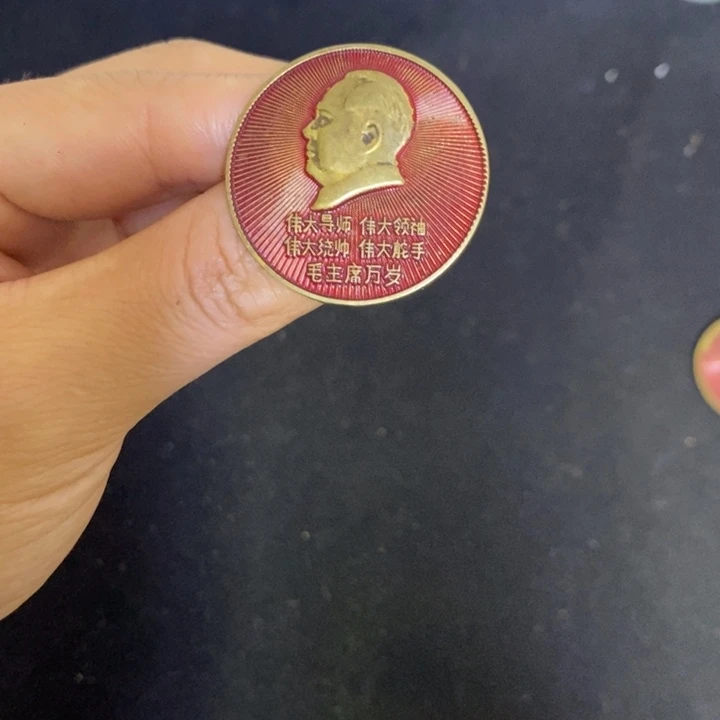 伟大导师 伟大领袖
伟大统帅 伟大舵手
毛主席万岁